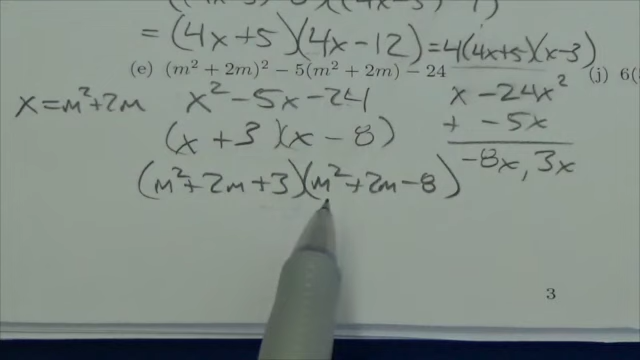 = (4x+5)(4x-12) = 4(4x+5)(x-3)
(e) (m² + 2m)² − 5(m² + 2m) − 24
(j) 6(
x = m²+2m
x² - 5x - 24
x -24x²
(x + 3)(x - 8)
+ -5x
-8x, 3x
(m² + 2m + 3)(m² + 2m - 8)
3